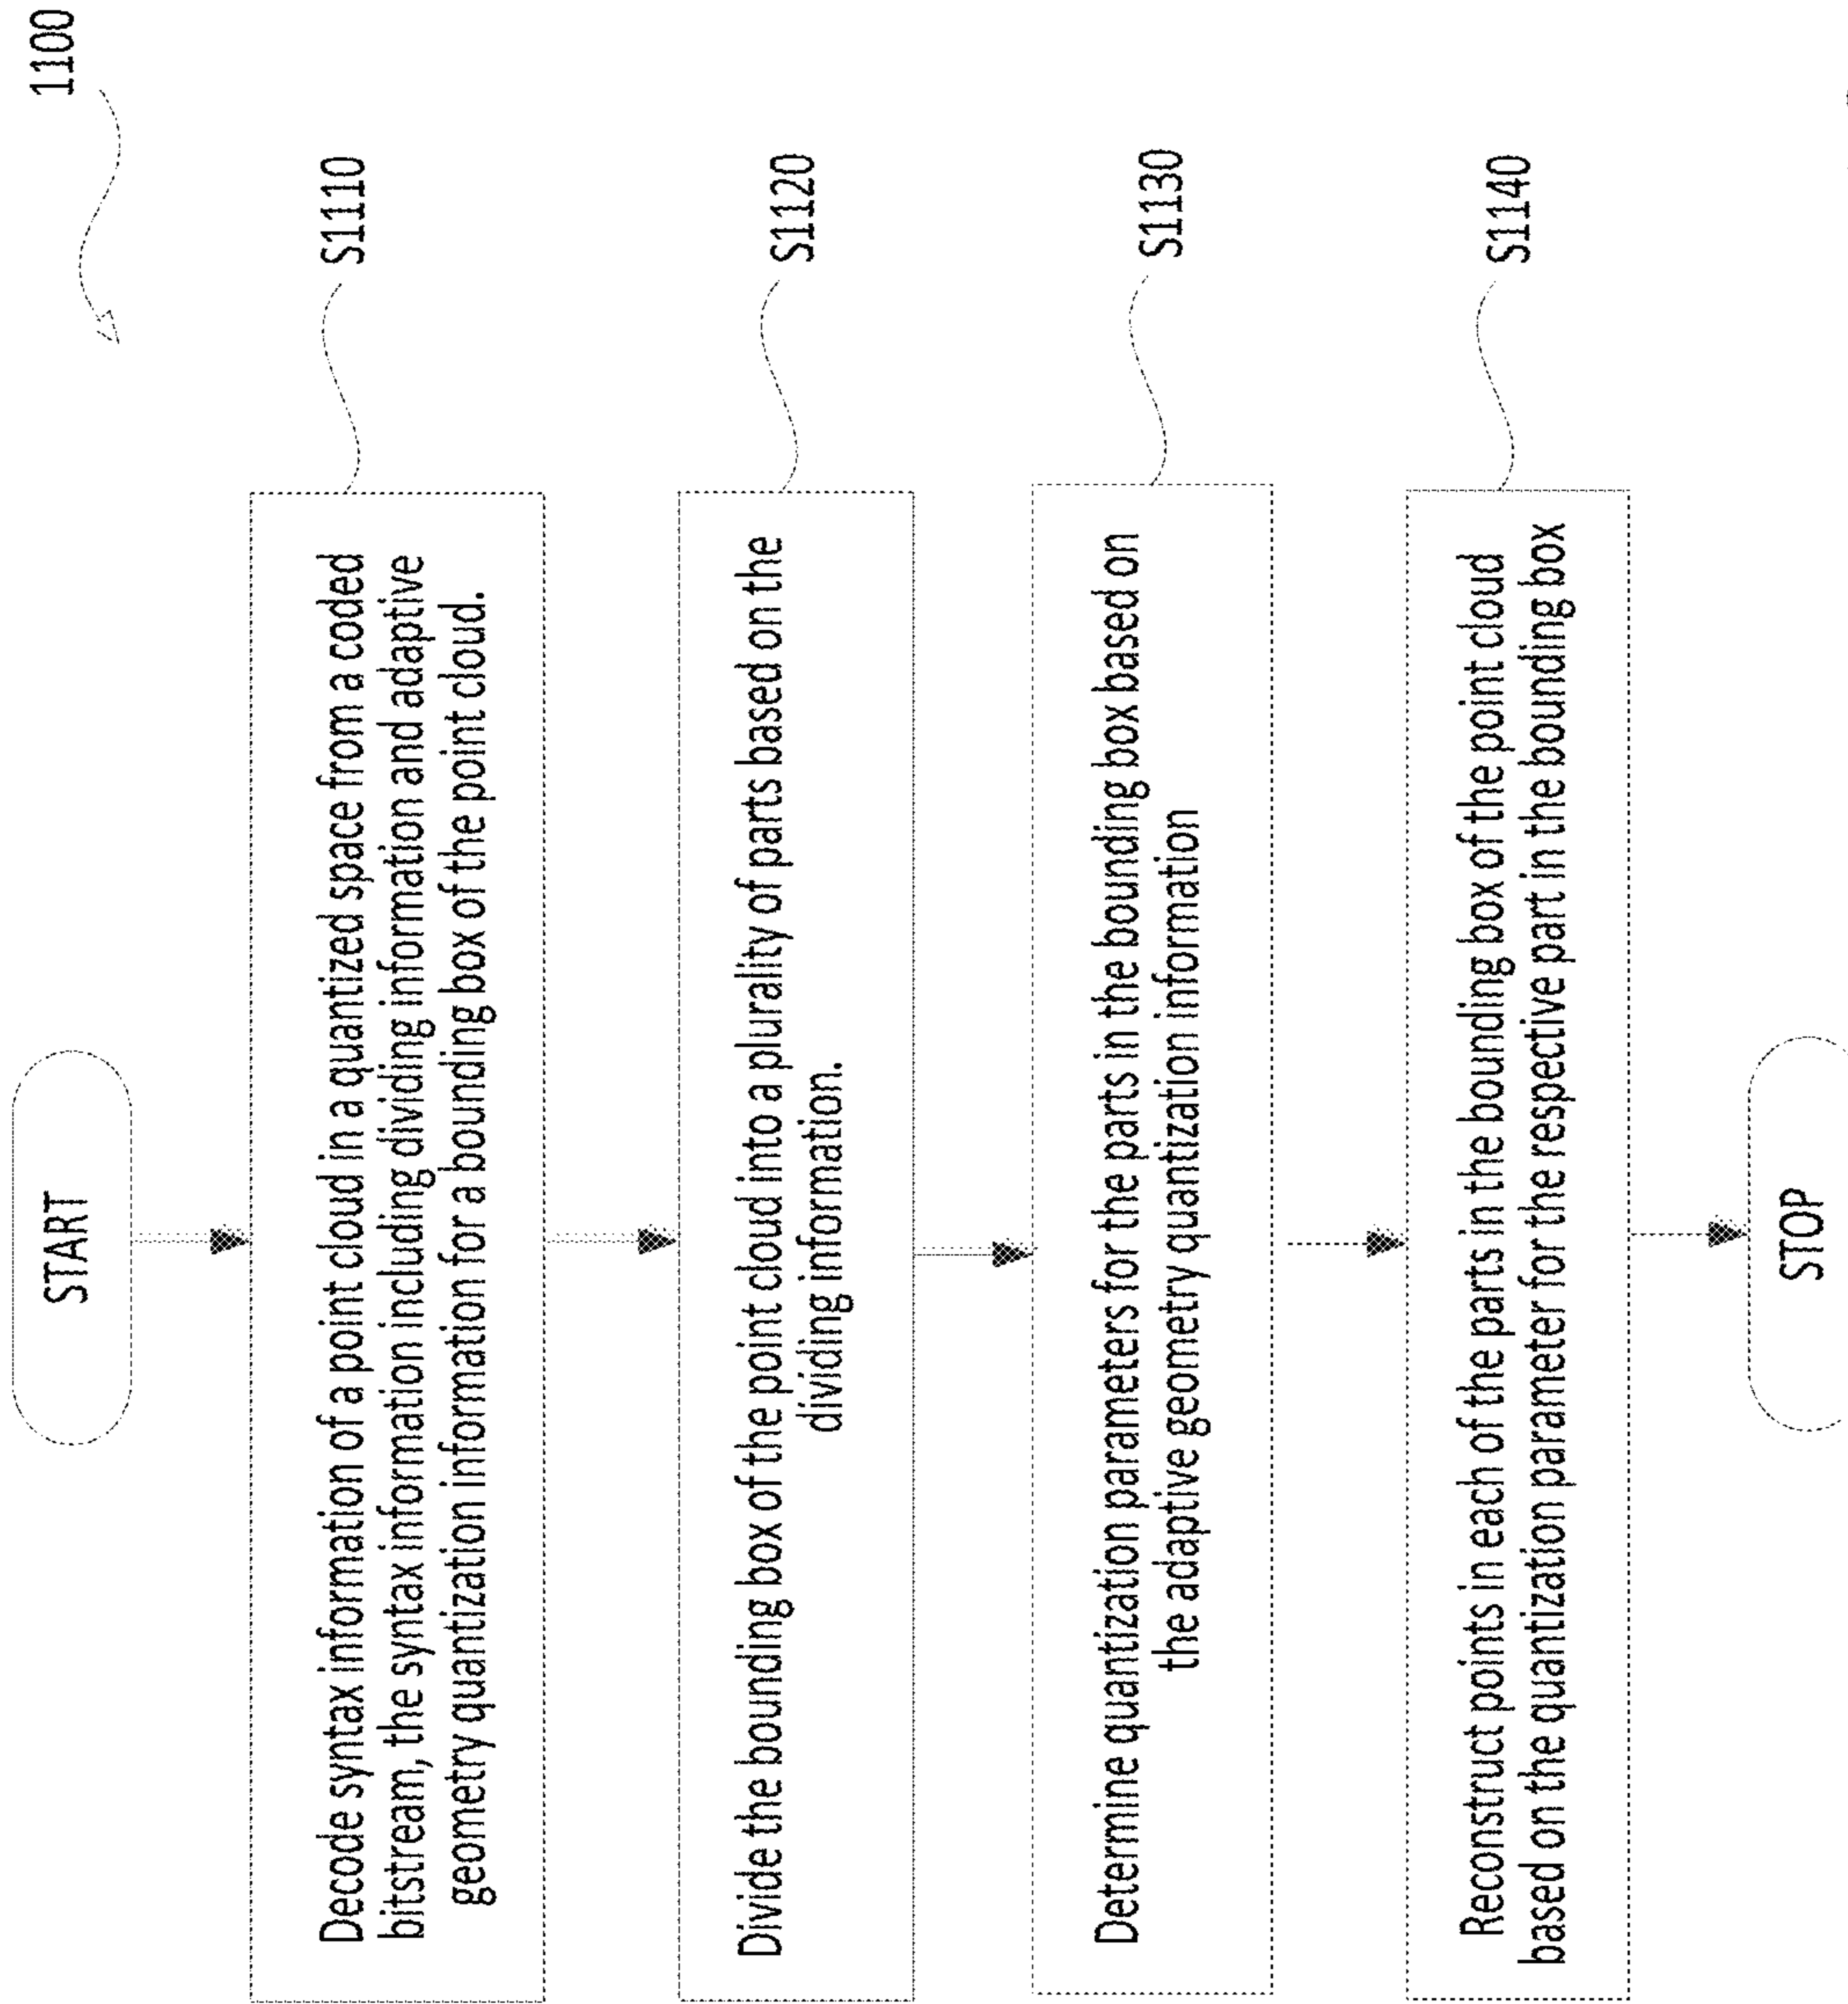 1100
START
S1110
Decode syntax information of a point cloud in a quantized space from a coded
bitstream, the syntax information including dividing information and adaptive
geometry quantization information for a bounding box of the point cloud.
S1120
Divide the bounding box of the point cloud into a plurality of parts based on the
dividing information.
S1130
Determine quantization parameters for the parts in the bounding box based on
the adaptive geometry quantization information
S1140
Reconstruct points in each of the parts in the bounding box of the point cloud
based on the quantization parameter for the respective part in the bounding box
STOP